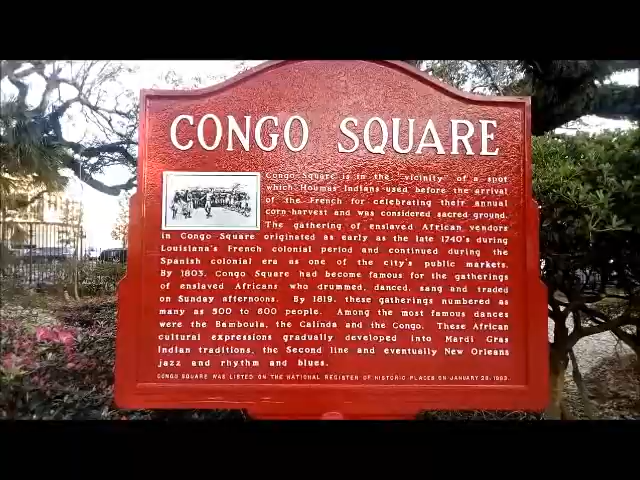 CONGO SQUARE
Congo Square is in the "vicinity" of a spot
which Houmas Indians used before the arrival
of the French for celebrating their annual
corn harvest and was considered sacred ground.
The gathering of enslaved African vendors
in Congo Square originated as early as the late 1740's during
Louisiana's French colonial period and continued during the
Spanish colonial era as one of the city's public markets.
By 1803, Congo Square had become famous for the gatherings
of enslaved Africans who drummed, danced, sang and traded
on Sunday afternoons. By 1819, these gatherings numbered as
many as 500 to 600 people. Among the most famous dances
were the Bamboula, the Calinda and the Congo. These African
cultural expressions gradually developed into Mardi Gras
Indian traditions, the Second line and eventually New Orleans
jazz and rhythm and blues.
CONGO SQUARE WAS LISTED ON THE NATIONAL REGISTER OF HISTORIC PLACES ON JANUARY 28, 1993.